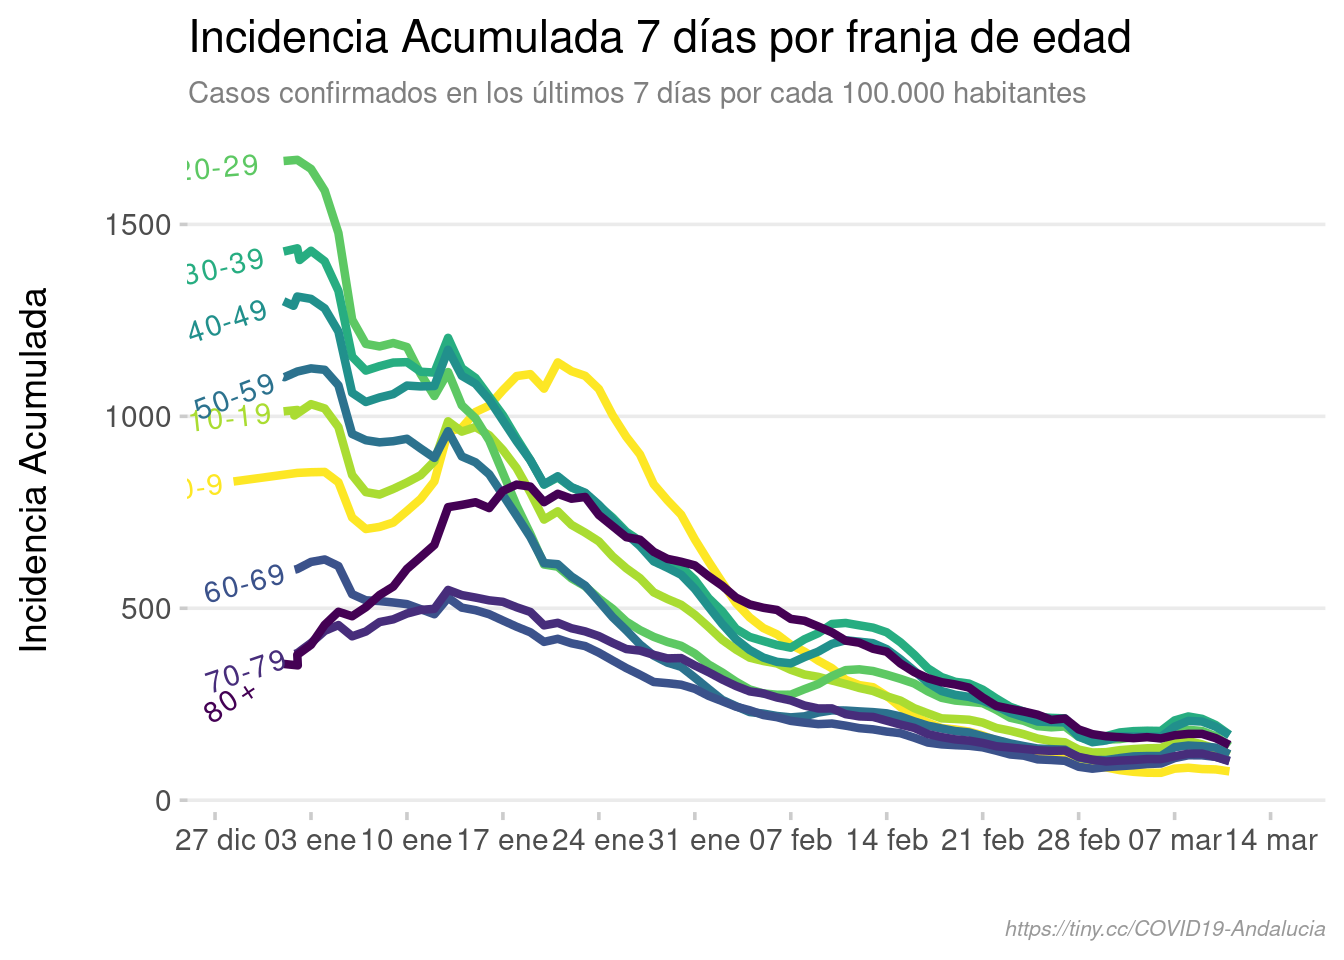 Incidencia Acumulada 7 días por franja de edad
Casos confirmados en los últimos 7 días por cada 100.000 habitantes
Incidencia Acumulada
1500
1000
500
0
20-29
30-39
40-49
50-59
10-19
0-9
60-69
70-79
80+
27 dic 03 ene 10 ene 17 ene 24 ene 31 ene 07 feb 14 feb 21 feb 28 feb 07 mar 14 mar
https://tiny.cc/COVID19-Andalucia